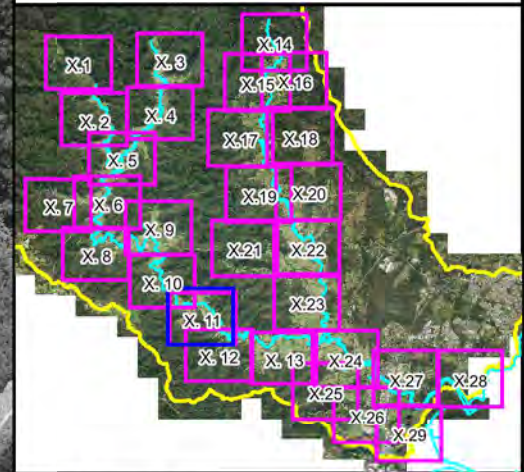 X.14
X.1
X. 3
X.15
X.16
X. 2
X. 4
X.17
X.18
X. 5
X. 7
X. 6
X.19
X.20
X. 9
X. 8
X.21
X.22
X. 10
X.23
X. 11
X. 12
X. 13
X.24
X.27
X.28
X.25
X.26
X.29